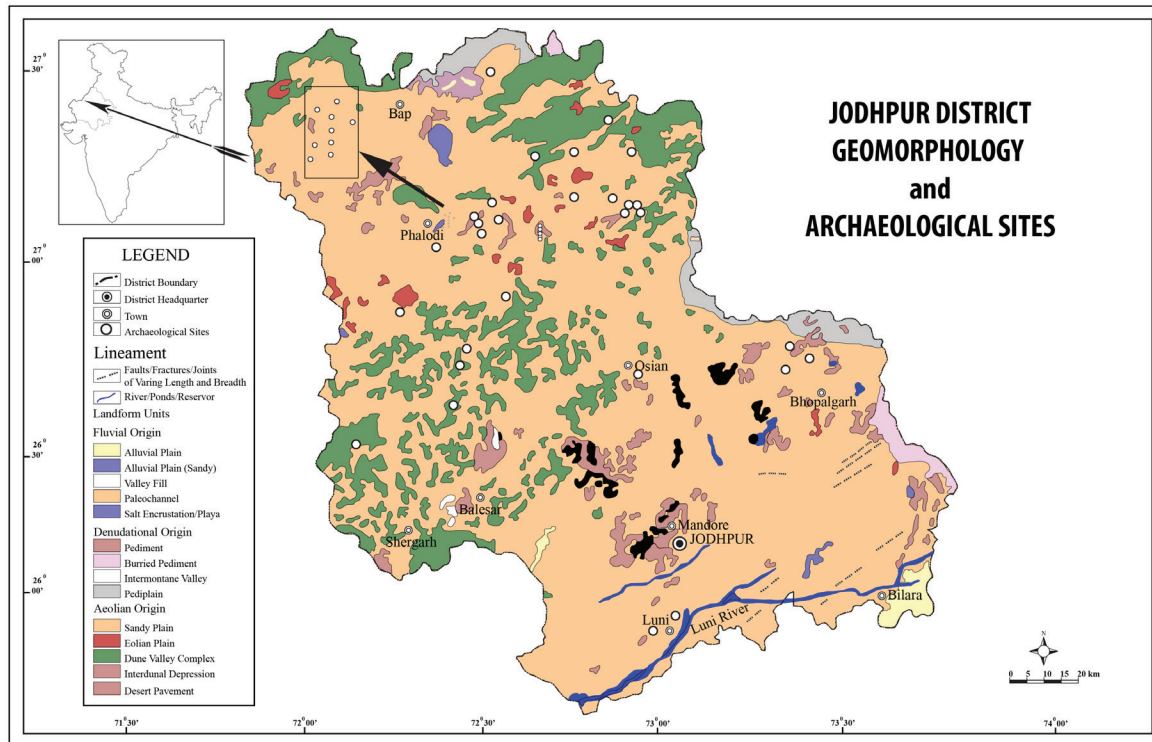 JODHPUR DISTRICT
GEOMORPHOLOGY
and
ARCHAEOLOGICAL SITES
27° 30'
27° 00'
26° 30'
26° 00'
Bap
Phalodi
Osian
Bhopalgarh
Balesar
Shergarh
Mandore
JODHPUR
Bilara
Luni
Luni River
LEGEND
District Boundary
District Headquarter
Town
Archaeological Sites
Lineament
Faults/Fractures/Joints
of Varing Length and Breadth
River/Ponds/Reservor
Landform Units
Fluvial Origin
Alluvial Plain
Alluvial Plain (Sandy)
Valley Fill
Paleochannel
Salt Encrustation/Playa
Denudational Origin
Pediment
Burried Pediment
Intermontane Valley
Pediplain
Aeolian Origin
Sandy Plain
Eolian Plain
Dune Valley Complex
Interdunal Depression
Desert Pavement
N
0 5 10 15 20 km
71°30'
72°00'
72°30'
73°00'
73°30'
74°00'